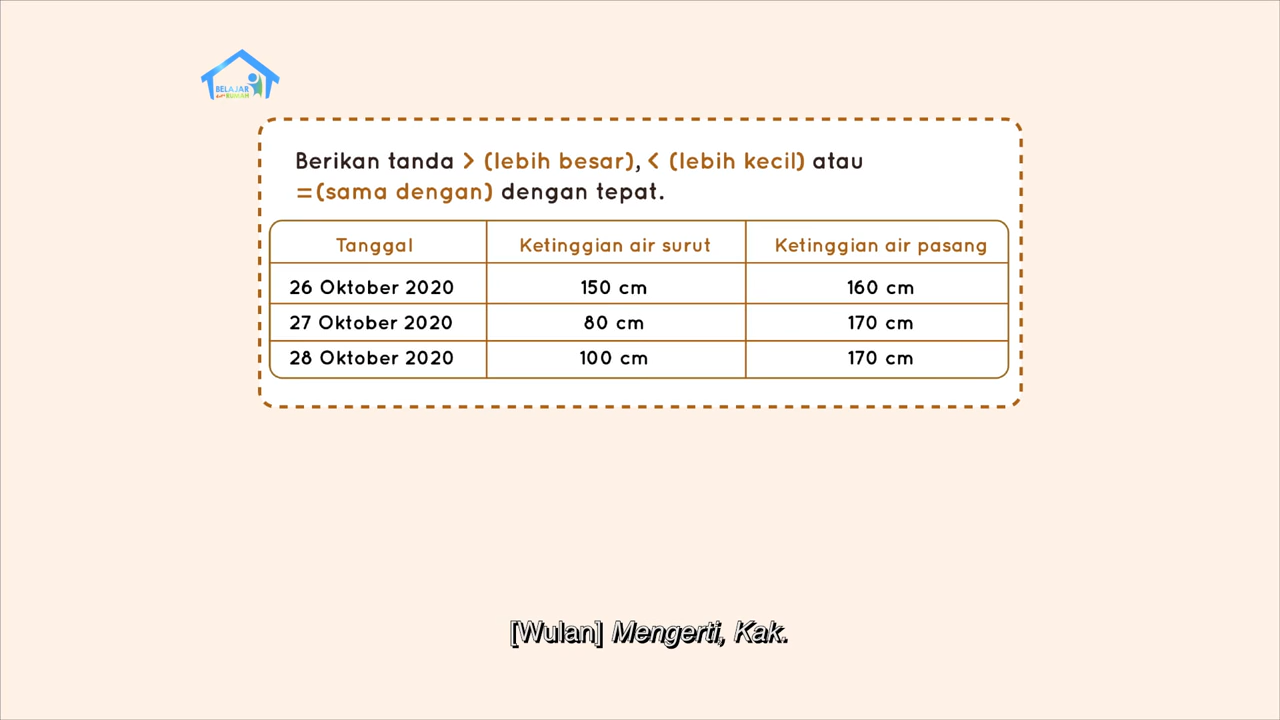 BELAJAR
dari RUMAH
Berikan tanda > (lebih besar), < (lebih kecil) atau
=(sama dengan) dengan tepat.
Tanggal Ketinggian air surut Ketinggian air pasang
26 Oktober 2020 150 cm 160 cm
27 Oktober 2020 80 cm 170 cm
28 Oktober 2020 100 cm 170 cm
[Wulan] Mengerti, Kak.